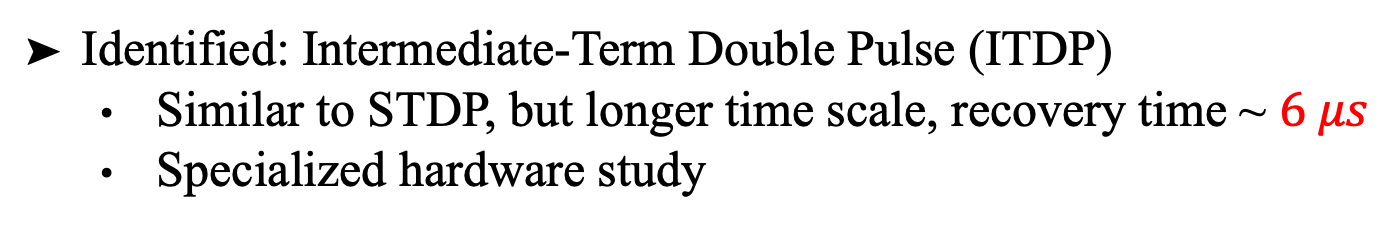 ➤ Identified: Intermediate-Term Double Pulse (ITDP)
• Similar to STDP, but longer time scale, recovery time ~ 6 μs
• Specialized hardware study